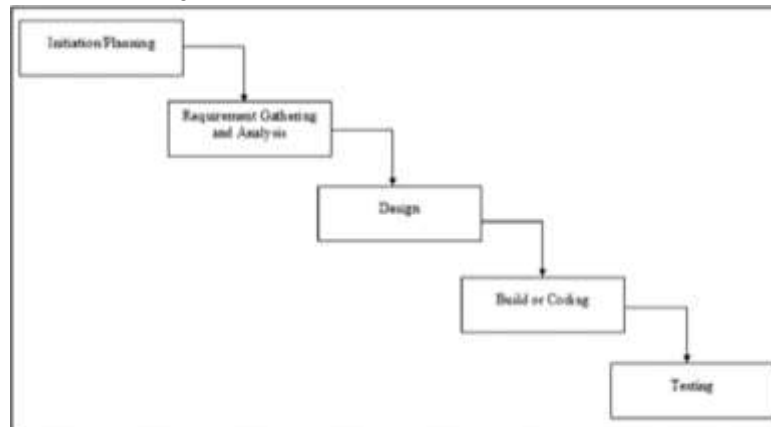 Initiation/Planning
Requirement Gathering
and Analysis
Design
Build or Coding
Testing